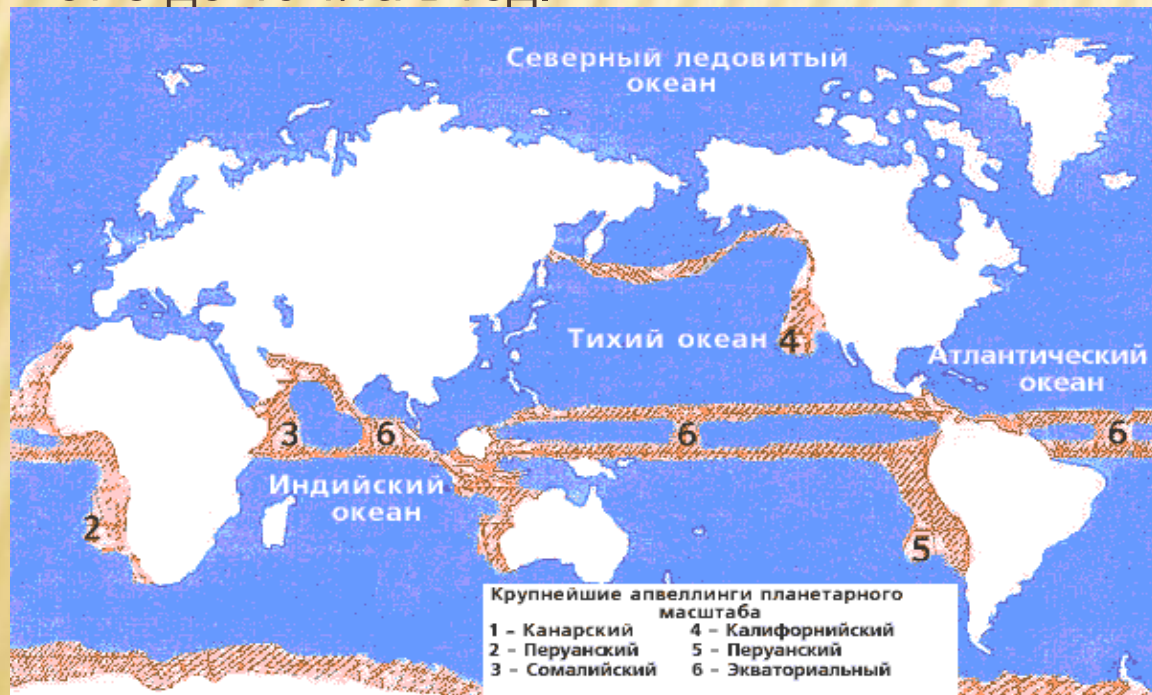 Северный ледовитый
океан
Тихий океан
4
Атлантический
океан
3
6
6
6
Индийский
океан
2
5
Крупнейшие апвеллинги планетарного
масштаба
1 - Канарский 4 - Калифорнийский
2 - Перуанский 5 - Перуанский
3 - Сомалийский 6 - Экваториальный